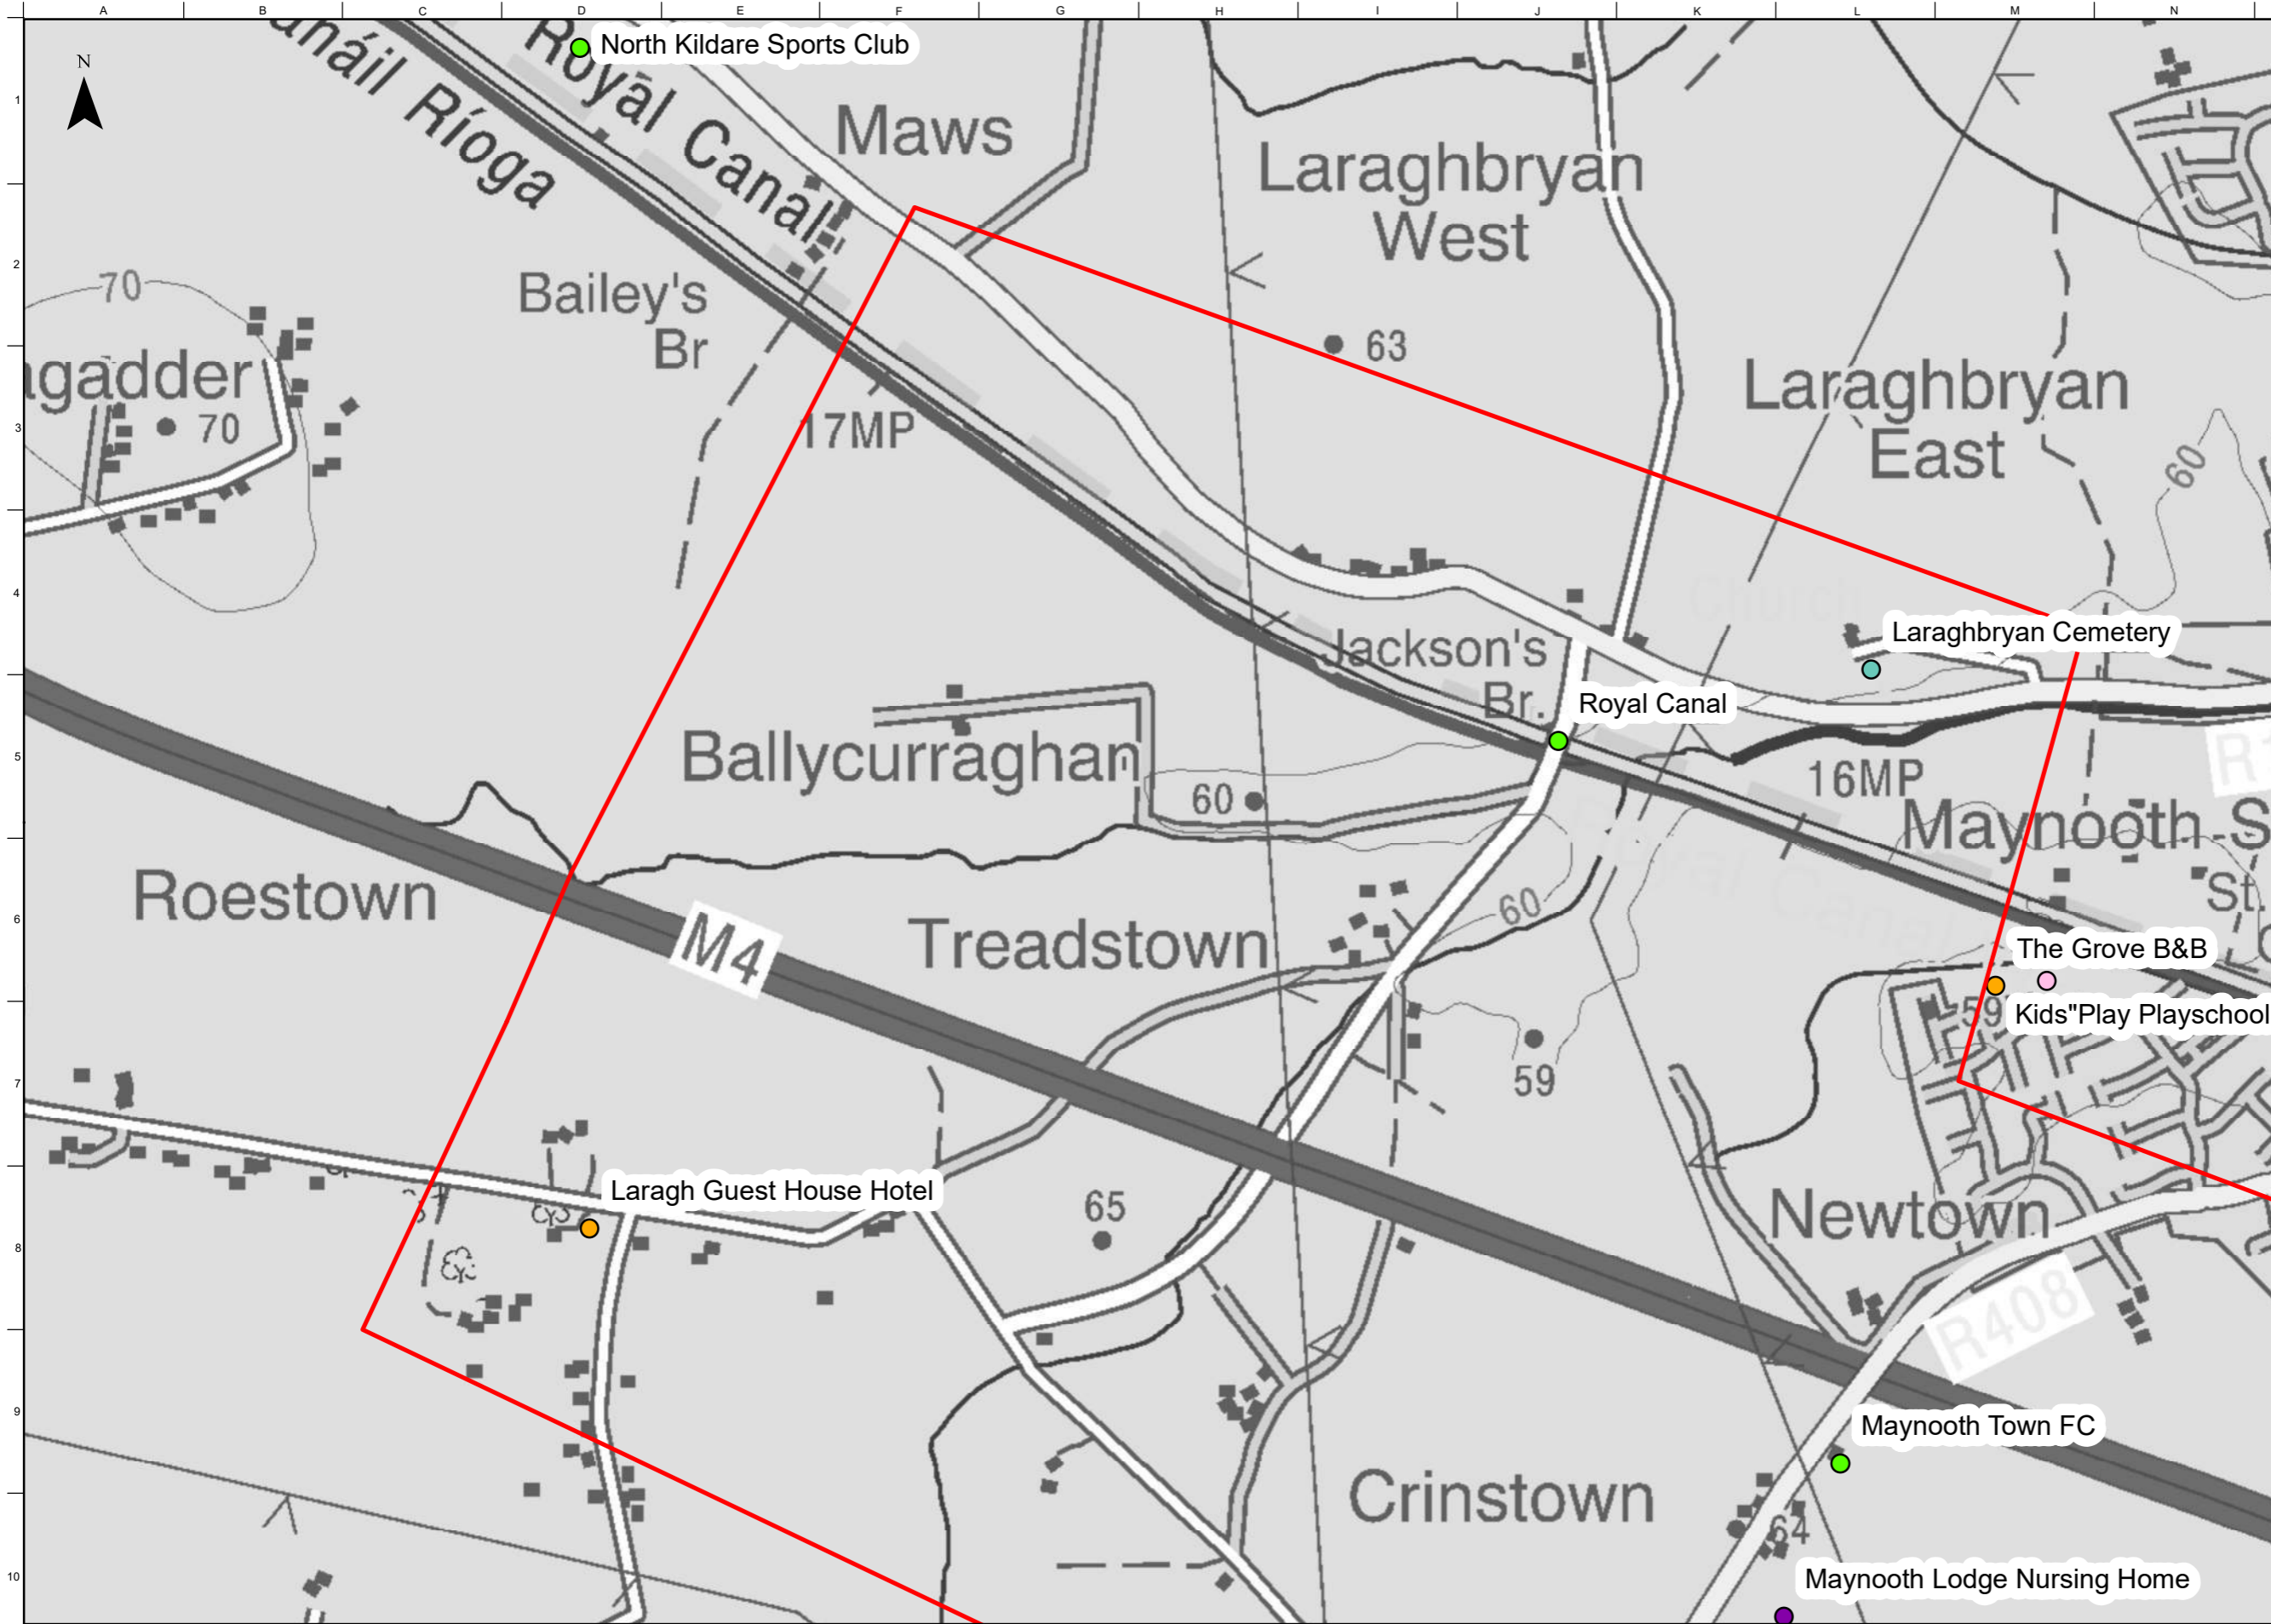 A B C D E F G H I J K L M N
1
2
3
4
5
6
7
8
9
10
N
North Kildare Sports Club
Royal Canal
Ríoga
Maws
Laraghbryan
West
70
Bailey's
Br
63
70
17MP
Laraghbryan
East
60
Church
Laraghbryan Cemetery
Jackson's
Br.
Royal Canal
Ballycurraghan
60
16MP
Royal Canal
Roestown
M4
Treadstown
60
St.
The Grove B&B
59
Kids"Play Playschool
59
Laragh Guest House Hotel
65
Newtown
R408
Maynooth Town FC
Crinstown
64
Maynooth Lodge Nursing Home